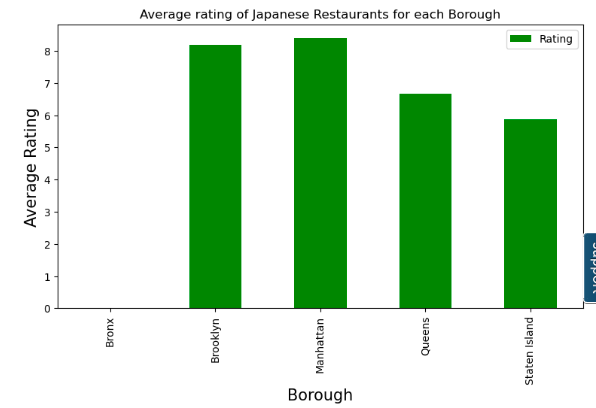 Average rating of Japanese Restaurants for each Borough
Rating
8
7
6
5
4
3
2
1
0
Average Rating
Bronx
Brooklyn
Manhattan
Queens
Staten Island
Borough